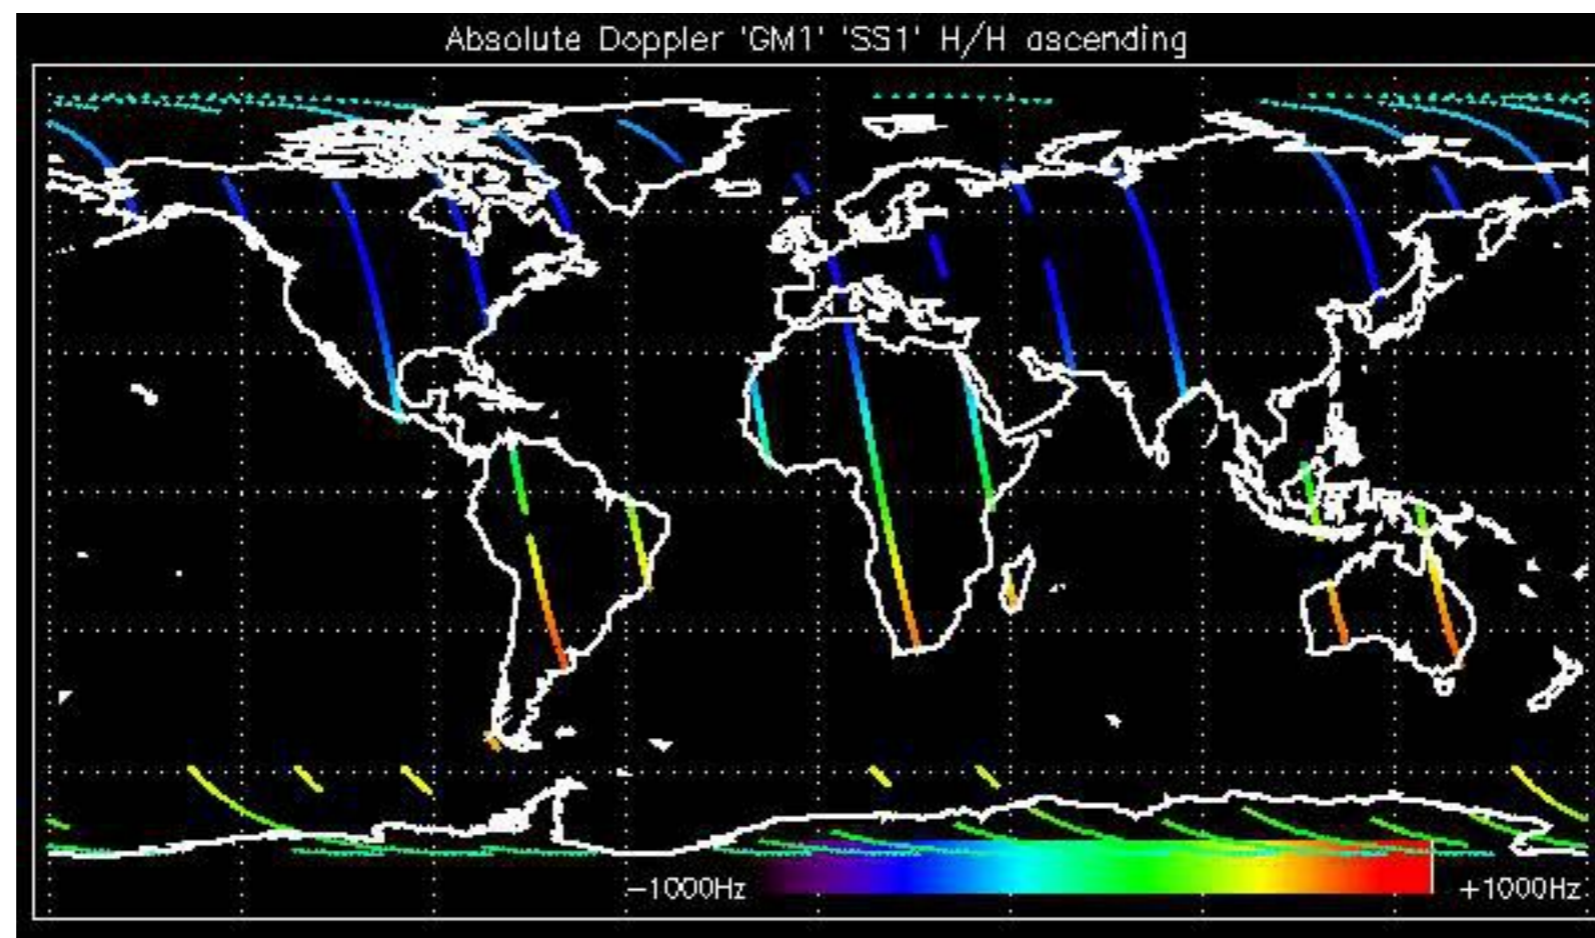 Absolute Doppler 'GM1' 'SS1' H/H ascending
−1000Hz
+1000Hz